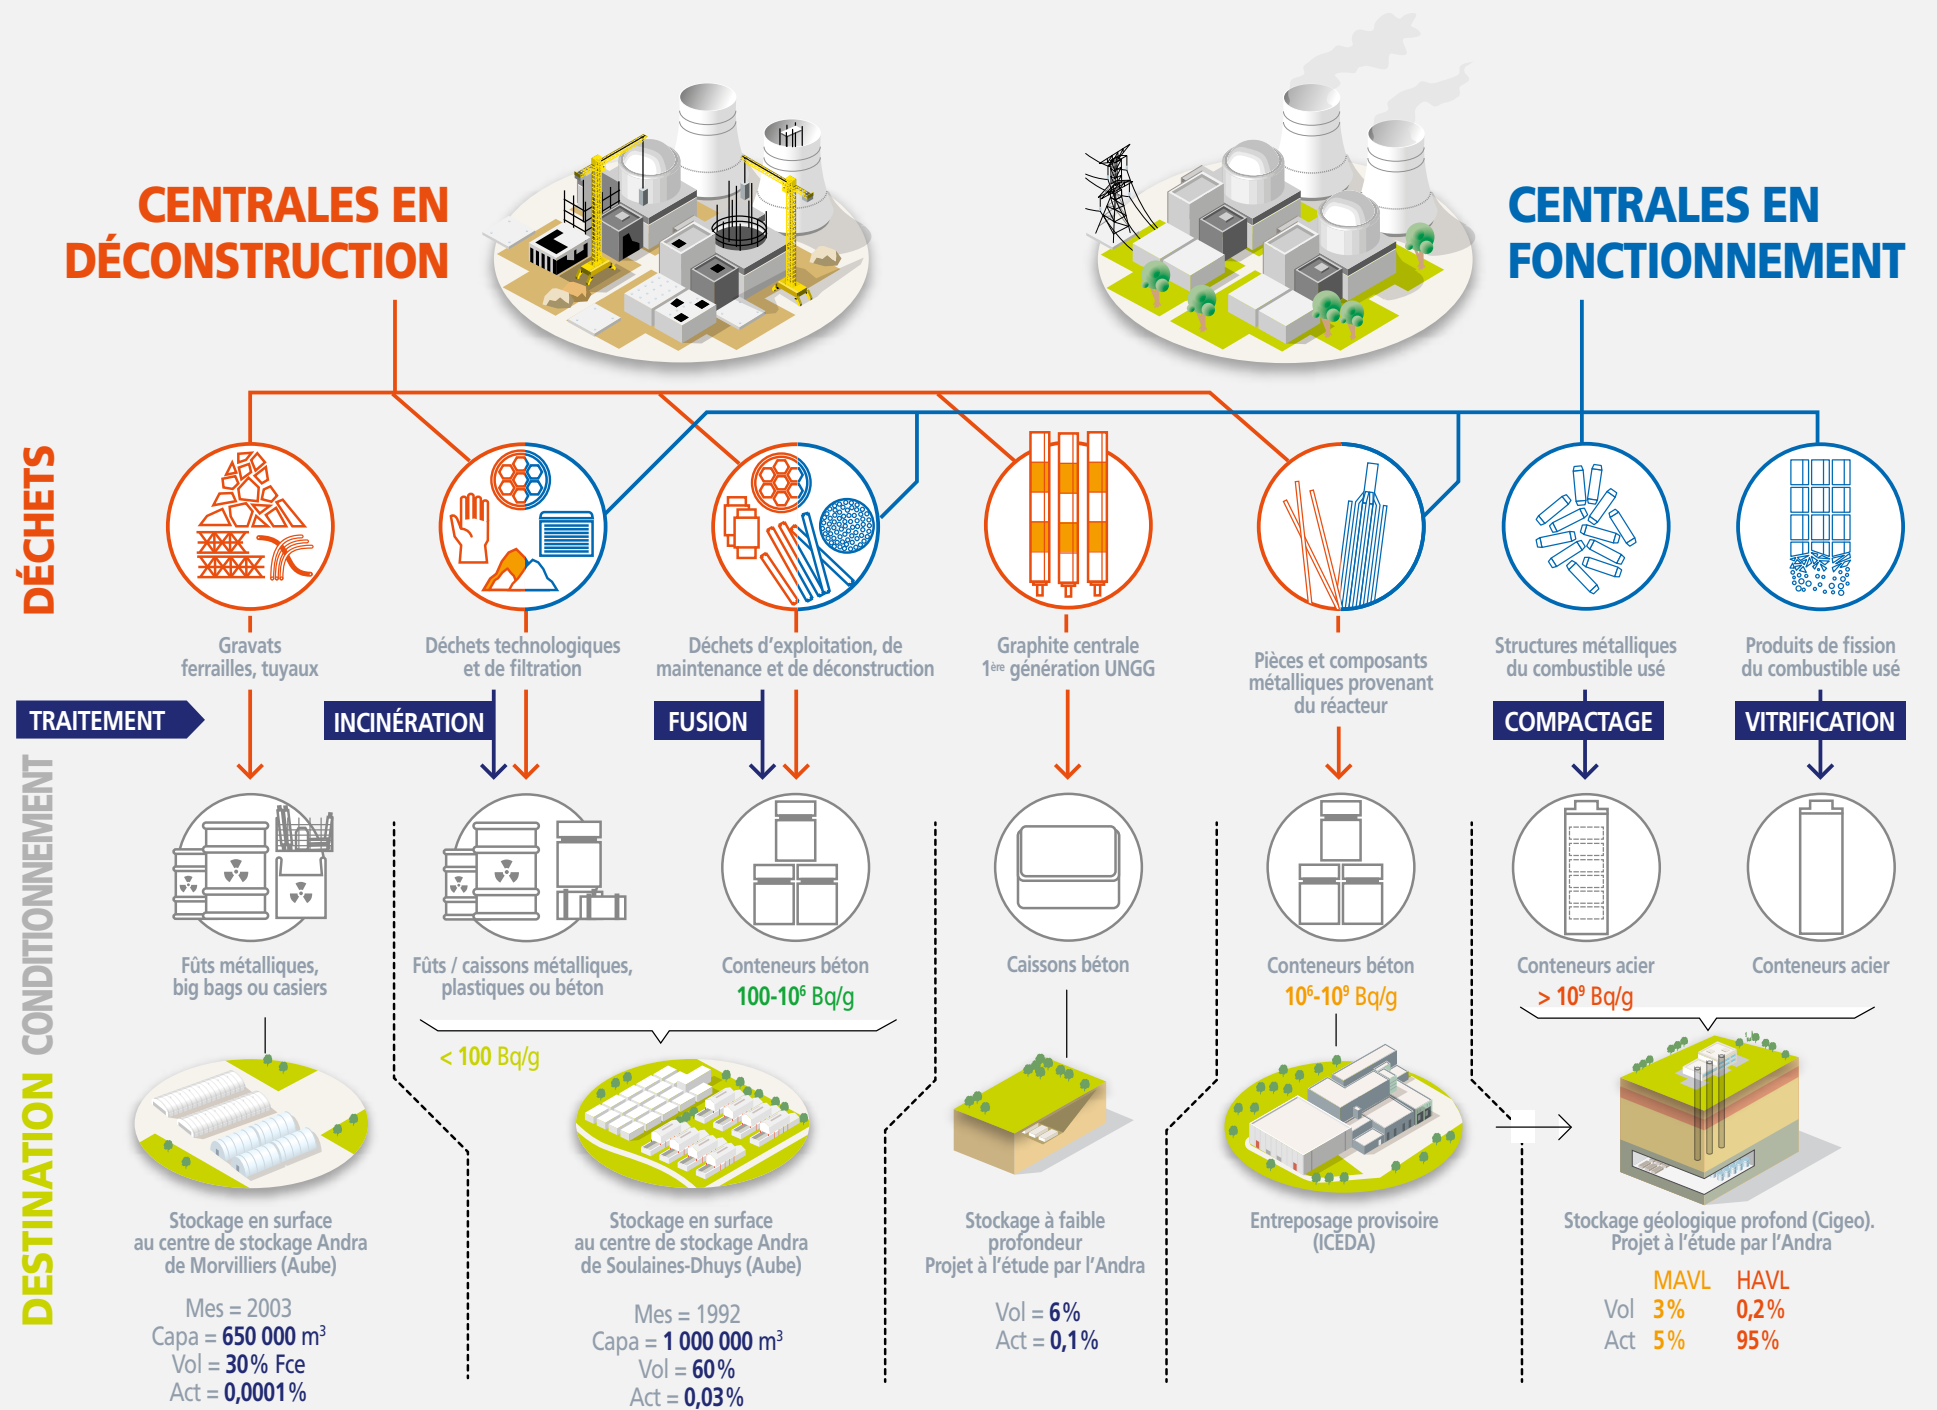 CENTRALES EN
DÉCONSTRUCTION
CENTRALES EN
FONCTIONNEMENT
DÉCHETS
Gravats
ferrailles, tuyaux
Déchets technologiques
et de filtration
Déchets d'exploitation, de
maintenance et de déconstruction
Graphite centrale
1ère génération UNGG
Pièces et composants
métalliques provenant
du réacteur
Structures métalliques
du combustible usé
Produits de fission
du combustible usé
TRAITEMENT
INCINÉRATION
FUSION
COMPACTAGE
VITRIFICATION
CONDITIONNEMENT
Fûts métalliques,
big bags ou casiers
Fûts / caissons métalliques,
plastiques ou béton
Conteneurs béton
100-10⁶ Bq/g
Caissons béton
Conteneurs béton
10⁶-10⁹ Bq/g
Conteneurs acier
> 10⁹ Bq/g
Conteneurs acier
< 100 Bq/g
DESTINATION
Stockage en surface
au centre de stockage Andra
de Morvilliers (Aube)
Mes = 2003
Capa = 650 000 m³
Vol = 30% Fce
Act = 0,0001%
Stockage en surface
au centre de stockage Andra
de Soulaines-Dhuys (Aube)
Mes = 1992
Capa = 1 000 000 m³
Vol = 60%
Act = 0,03%
Stockage à faible
profondeur
Projet à l'étude par l'Andra
Vol = 6%
Act = 0,1%
Entreposage provisoire
(ICEDA)
Stockage géologique profond (Cigeo).
Projet à l'étude par l'Andra
MAVL HAVL
Vol 3% 0,2%
Act 5% 95%